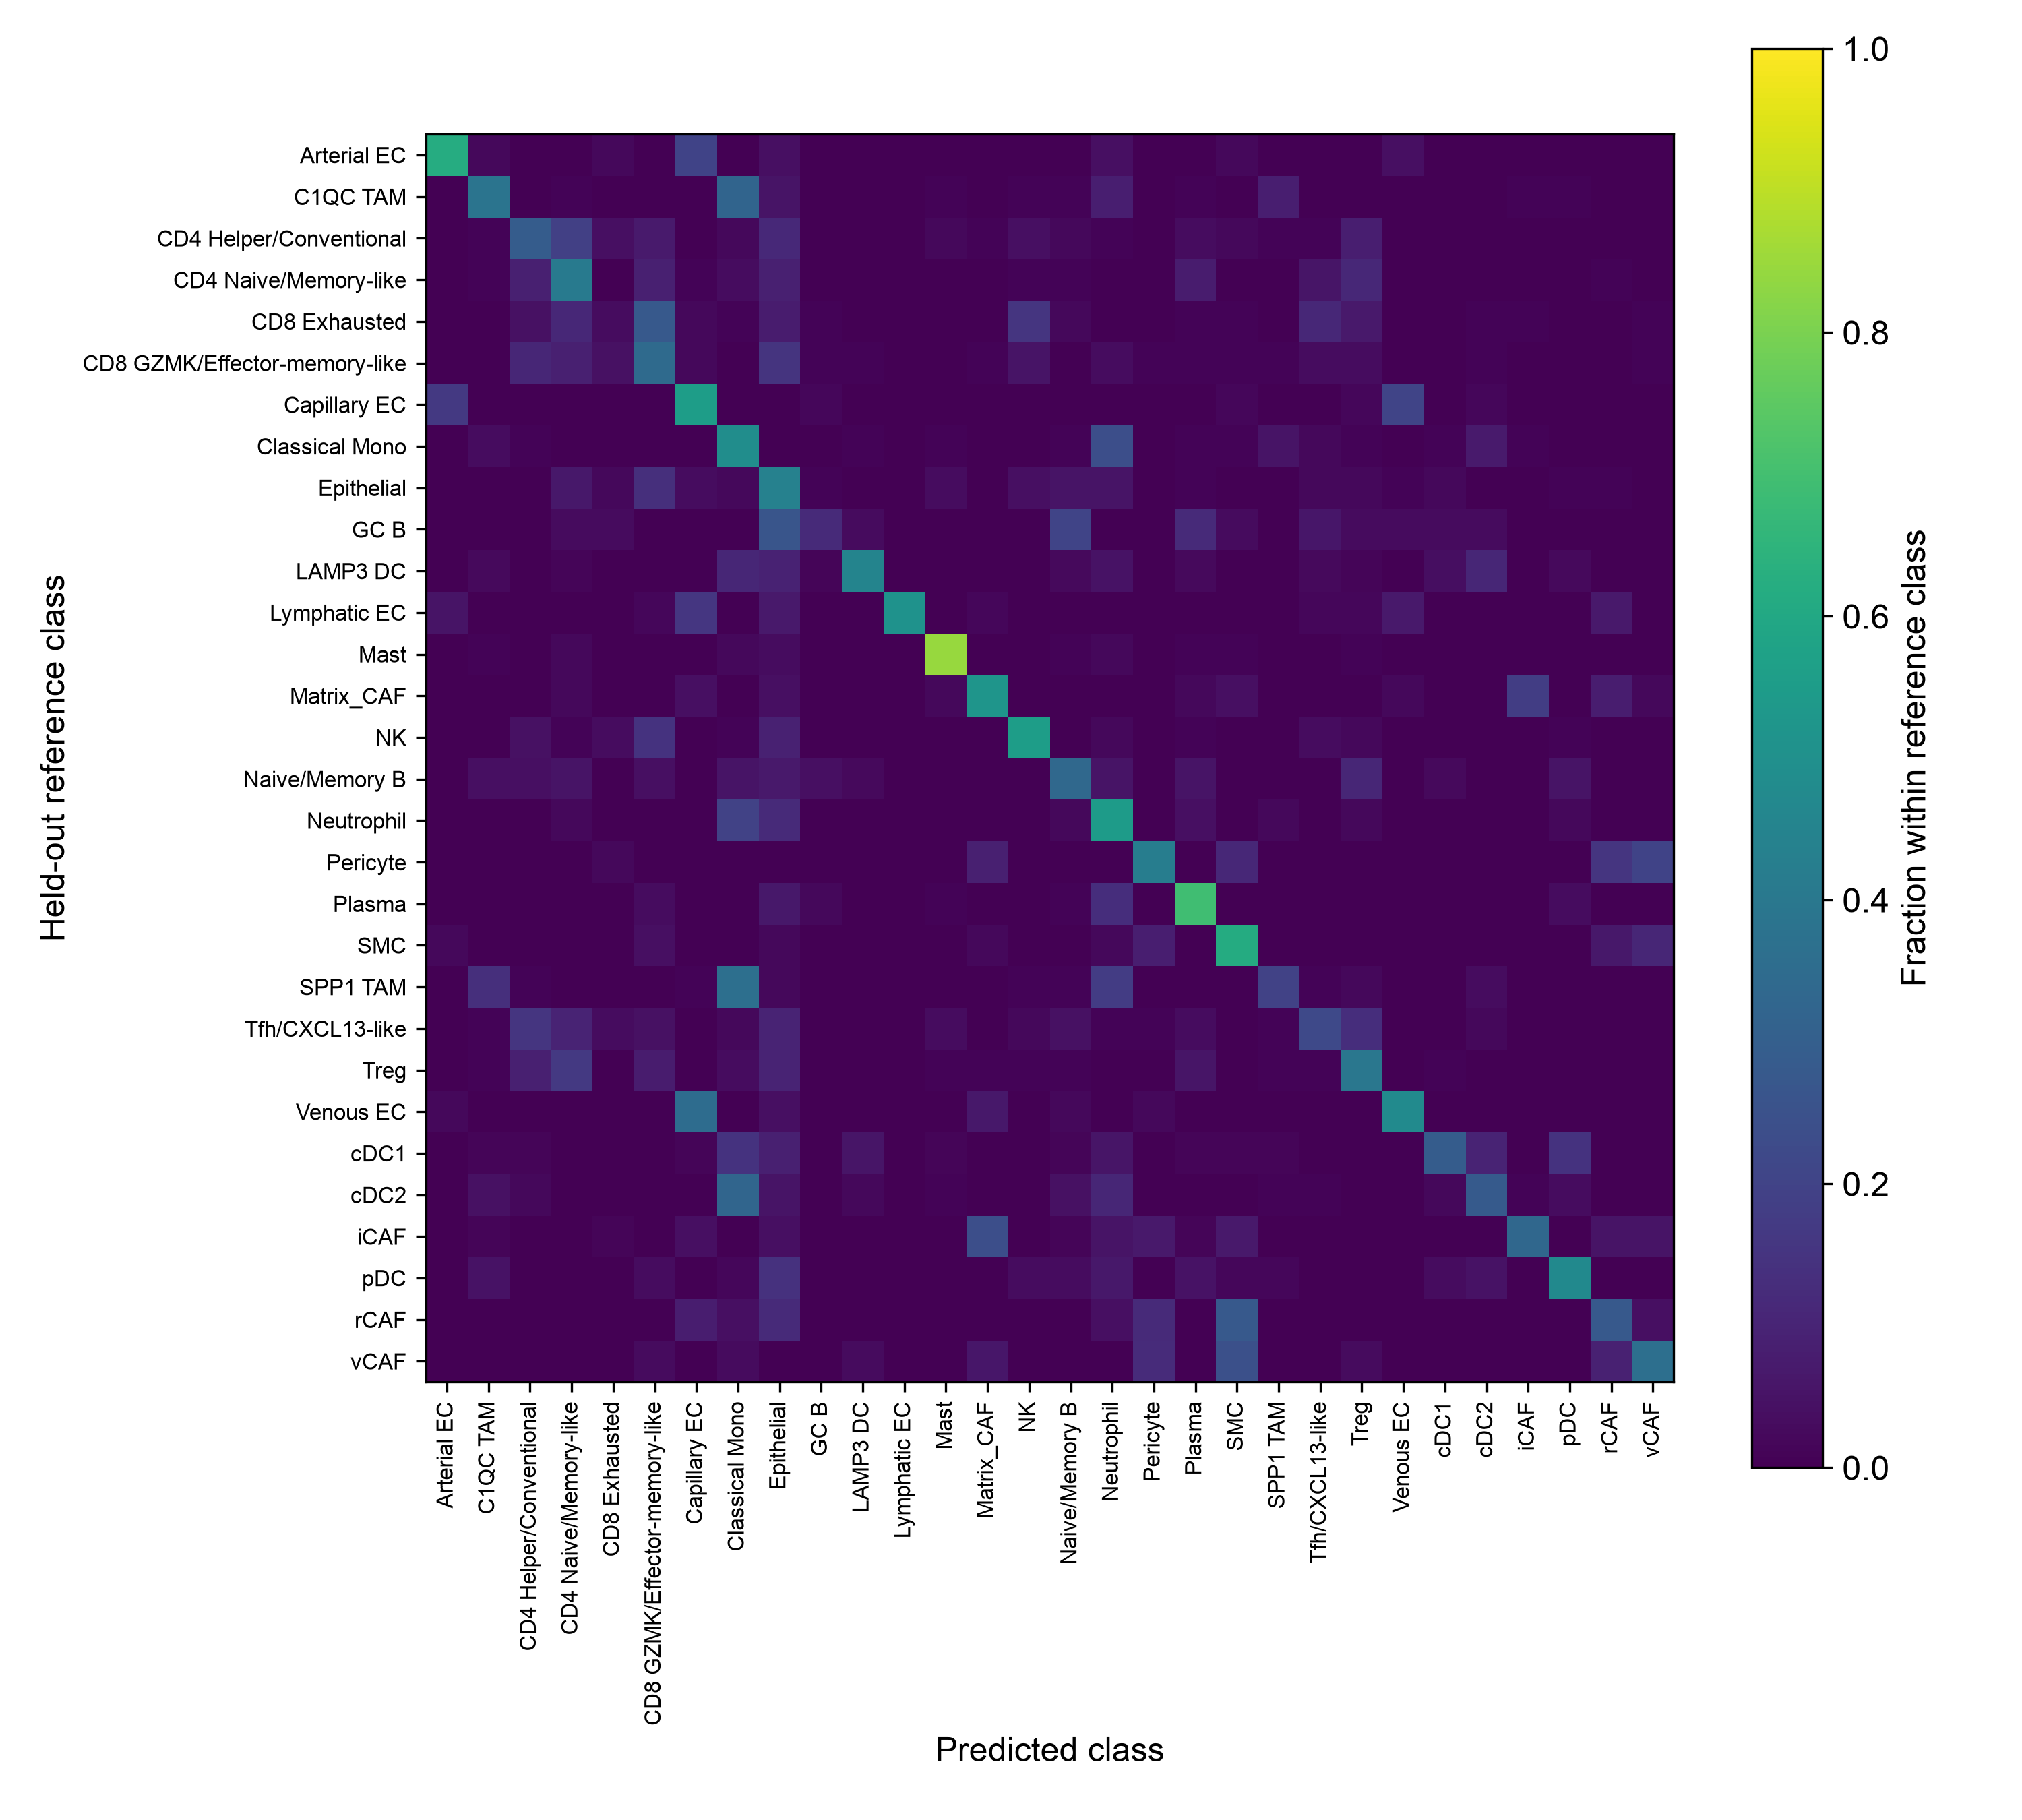 Held-out reference class
Arterial EC
C1QC TAM
CD4 Helper/Conventional
CD4 Naive/Memory-like
CD8 Exhausted
CD8 GZMK/Effector-memory-like
Capillary EC
Classical Mono
Epithelial
GC B
LAMP3 DC
Lymphatic EC
Mast
Matrix_CAF
NK
Naive/Memory B
Neutrophil
Pericyte
Plasma
SMC
SPP1 TAM
Tfh/CXCL13-like
Treg
Venous EC
cDC1
cDC2
iCAF
pDC
rCAF
vCAF
Arterial EC
C1QC TAM
CD4 Helper/Conventional
CD4 Naive/Memory-like
CD8 Exhausted
CD8 GZMK/Effector-memory-like
Capillary EC
Classical Mono
Epithelial
GC B
LAMP3 DC
Lymphatic EC
Mast
Matrix_CAF
NK
Naive/Memory B
Neutrophil
Pericyte
Plasma
SMC
SPP1 TAM
Tfh/CXCL13-like
Treg
Venous EC
cDC1
cDC2
iCAF
pDC
rCAF
vCAF
Predicted class
1.0
0.8
0.6
0.4
0.2
0.0
Fraction within reference class